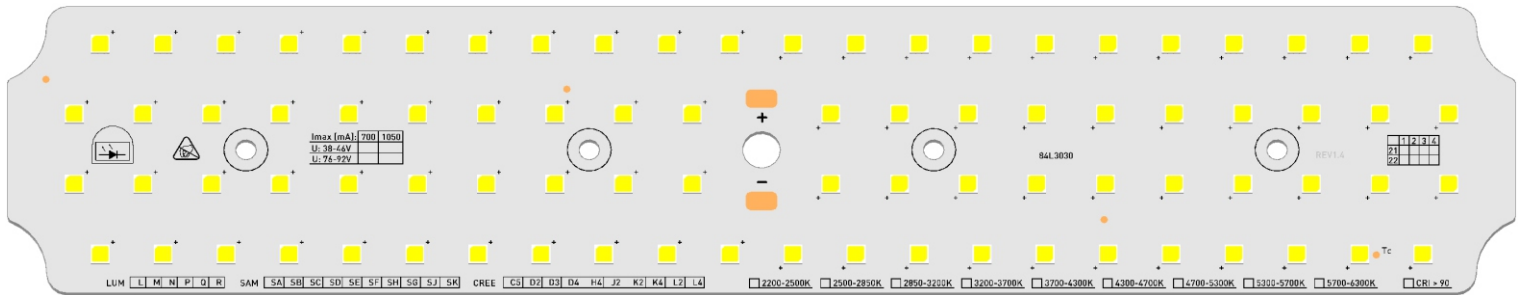 +
Imax (mA): 700 1050
U: 38-46V
U: 76-92V
84L3030
REV1.4
1 2 3 4
21
22
−
Tc
LUM L M N P Q R SAM SA SB SC SD SE SF SH SG SJ SK CREE C5 D2 D3 D4 H4 J2 K2 K4 L2 L4 2200-2500K 2500-2850K 2850-3200K 3200-3700K 3700-4300K 4300-4700K 4700-5300K 5300-5700K 5700-6300K CRI > 90